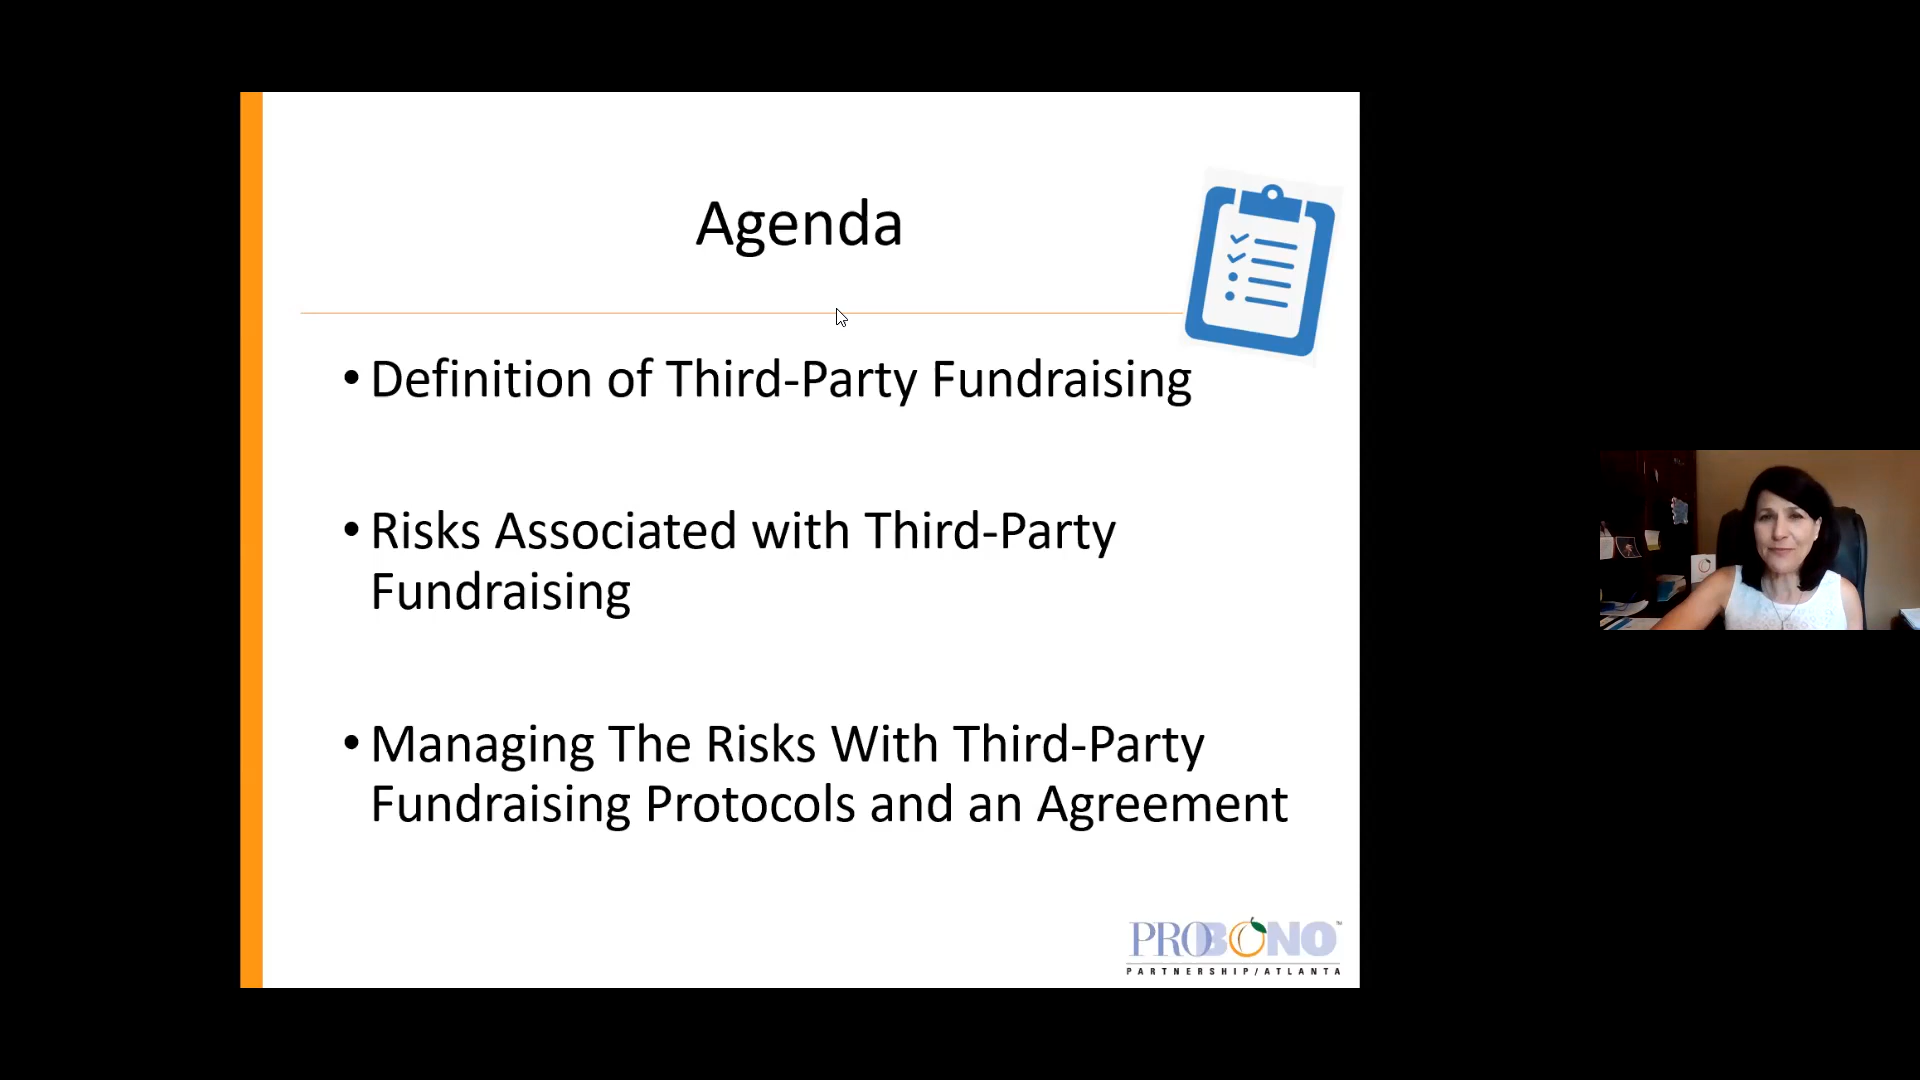 Agenda
• Definition of Third-Party Fundraising
• Risks Associated with Third-Party
Fundraising
• Managing The Risks With Third-Party
Fundraising Protocols and an Agreement
PROBONO™
PARTNERSHIP/ATLANTA